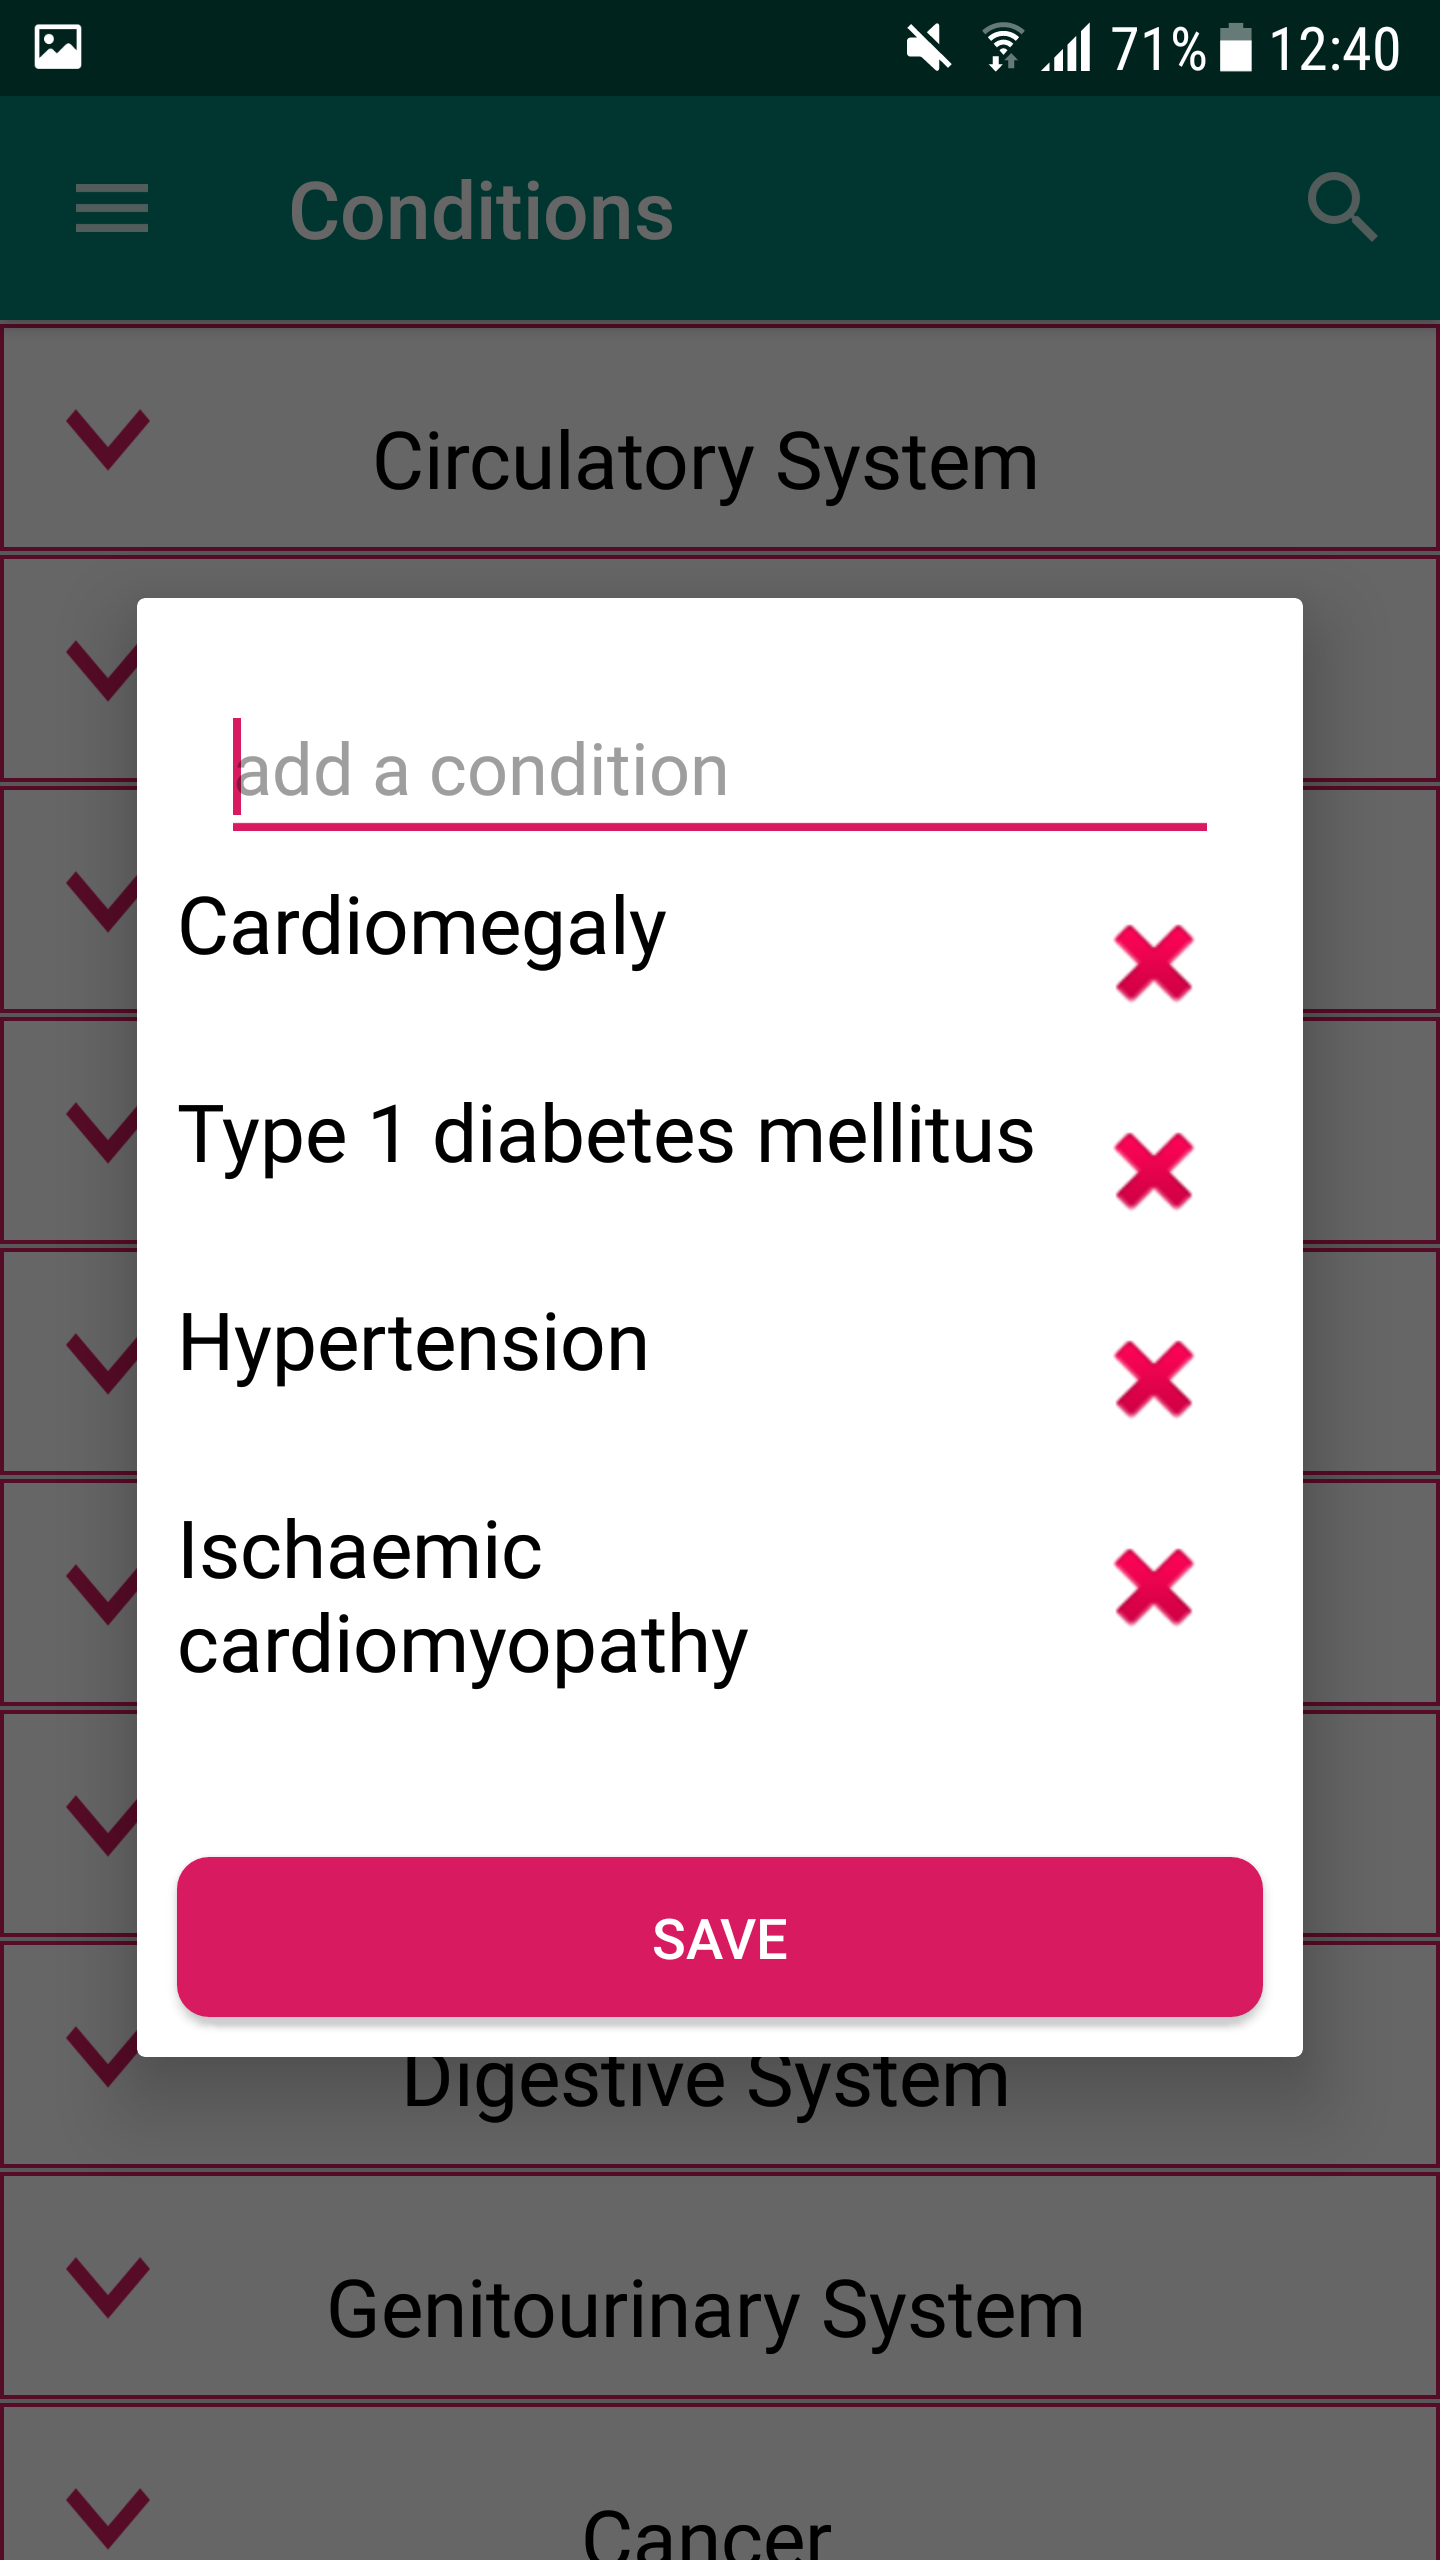 71% 12:40
Conditions
Circulatory System
add a condition
Cardiomegaly
Type 1 diabetes mellitus
Hypertension
Ischaemic
cardiomyopathy
SAVE
Digestive System
Genitourinary System
Cancer